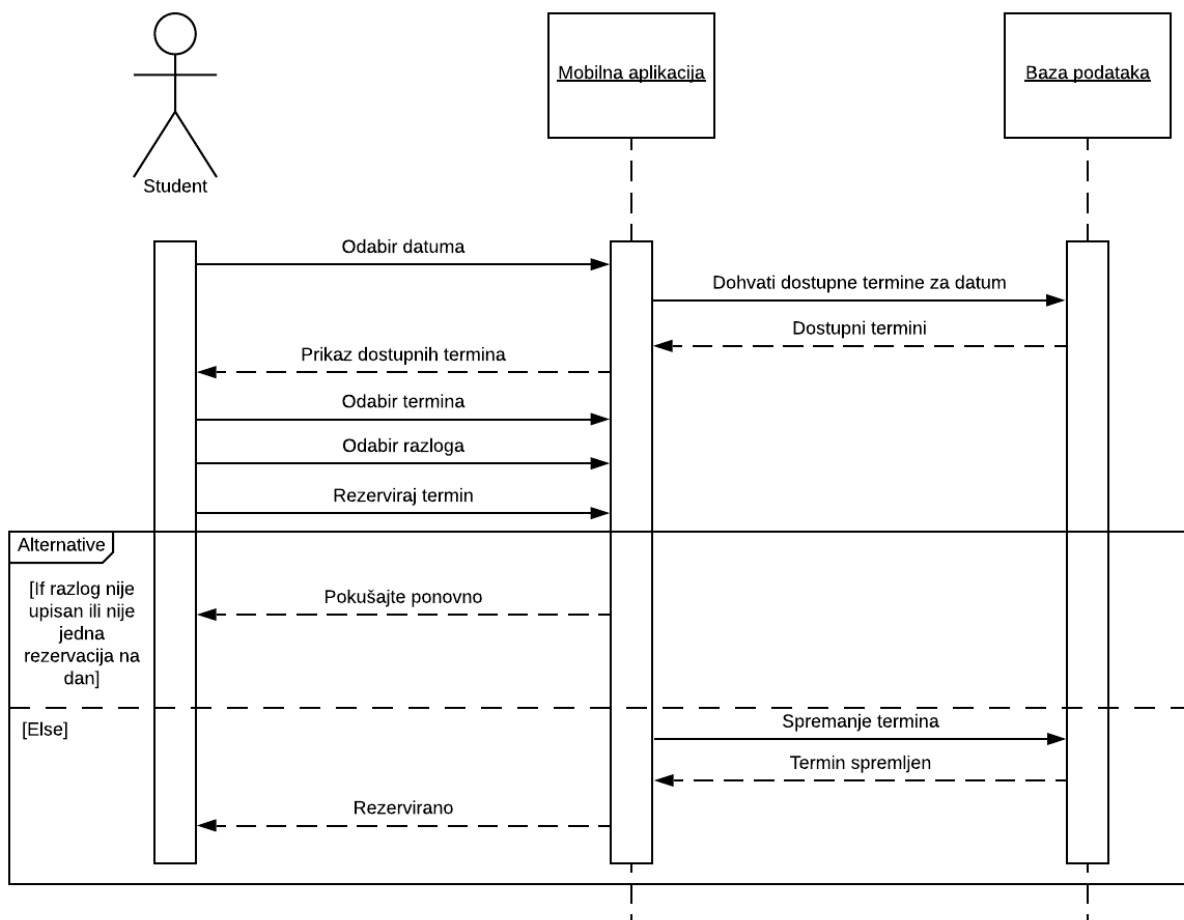 Mobilna aplikacija
Baza podataka
Student
Odabir datuma
Dohvati dostupne termine za datum
Dostupni termini
Prikaz dostupnih termina
Odabir termina
Odabir razloga
Rezerviraj termin
Alternative
[If razlog nije
upisan ili nije
jedna
rezervacija na
dan]
Pokušajte ponovno
[Else]
Spremanje termina
Termin spremljen
Rezervirano